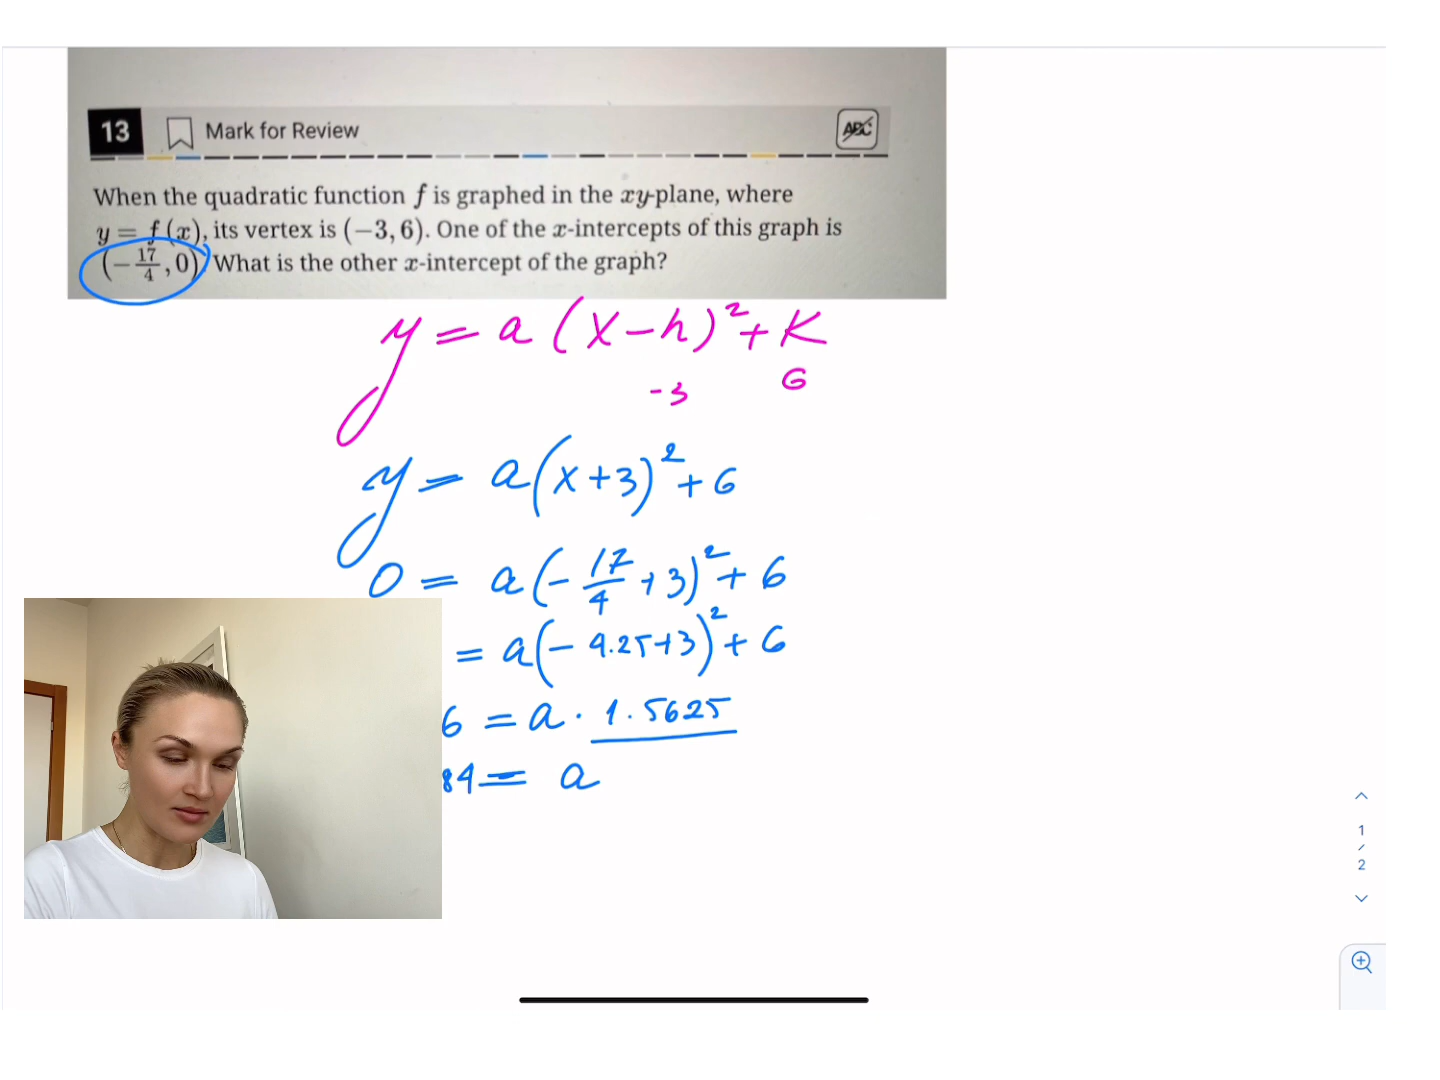 13 Mark for Review ABC
When the quadratic function f is graphed in the xy-plane, where
y = f(x), its vertex is (−3, 6). One of the x-intercepts of this graph is
(−17/4, 0). What is the other x-intercept of the graph?
y = a(x−h)²+K
-3 6
y = a(x+3)²+6
0 = a(-17/4+3)²+6
= a(-4.25+3)²+6
6 = a · 1.5625
84 = a
1
/
2